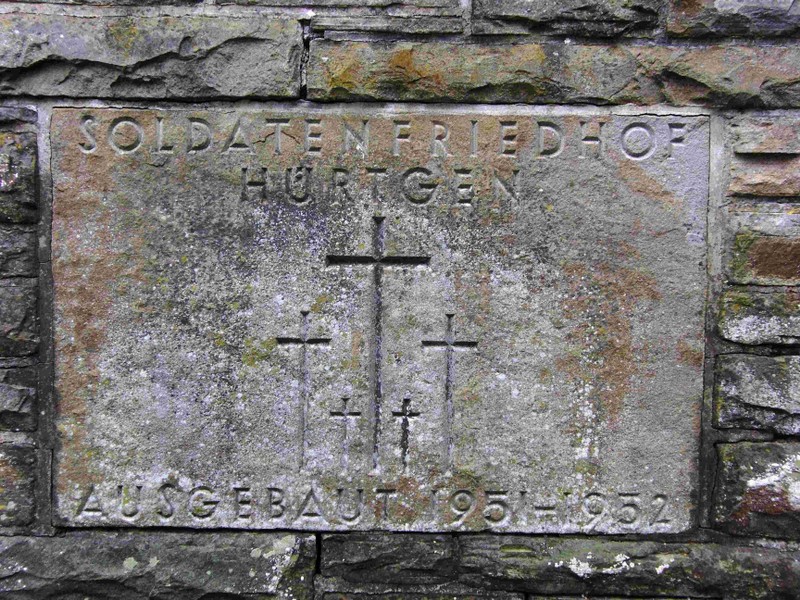 SOLDATENFRIEDHOF
HÜRTGEN
AUSGEBAUT 1951–1952